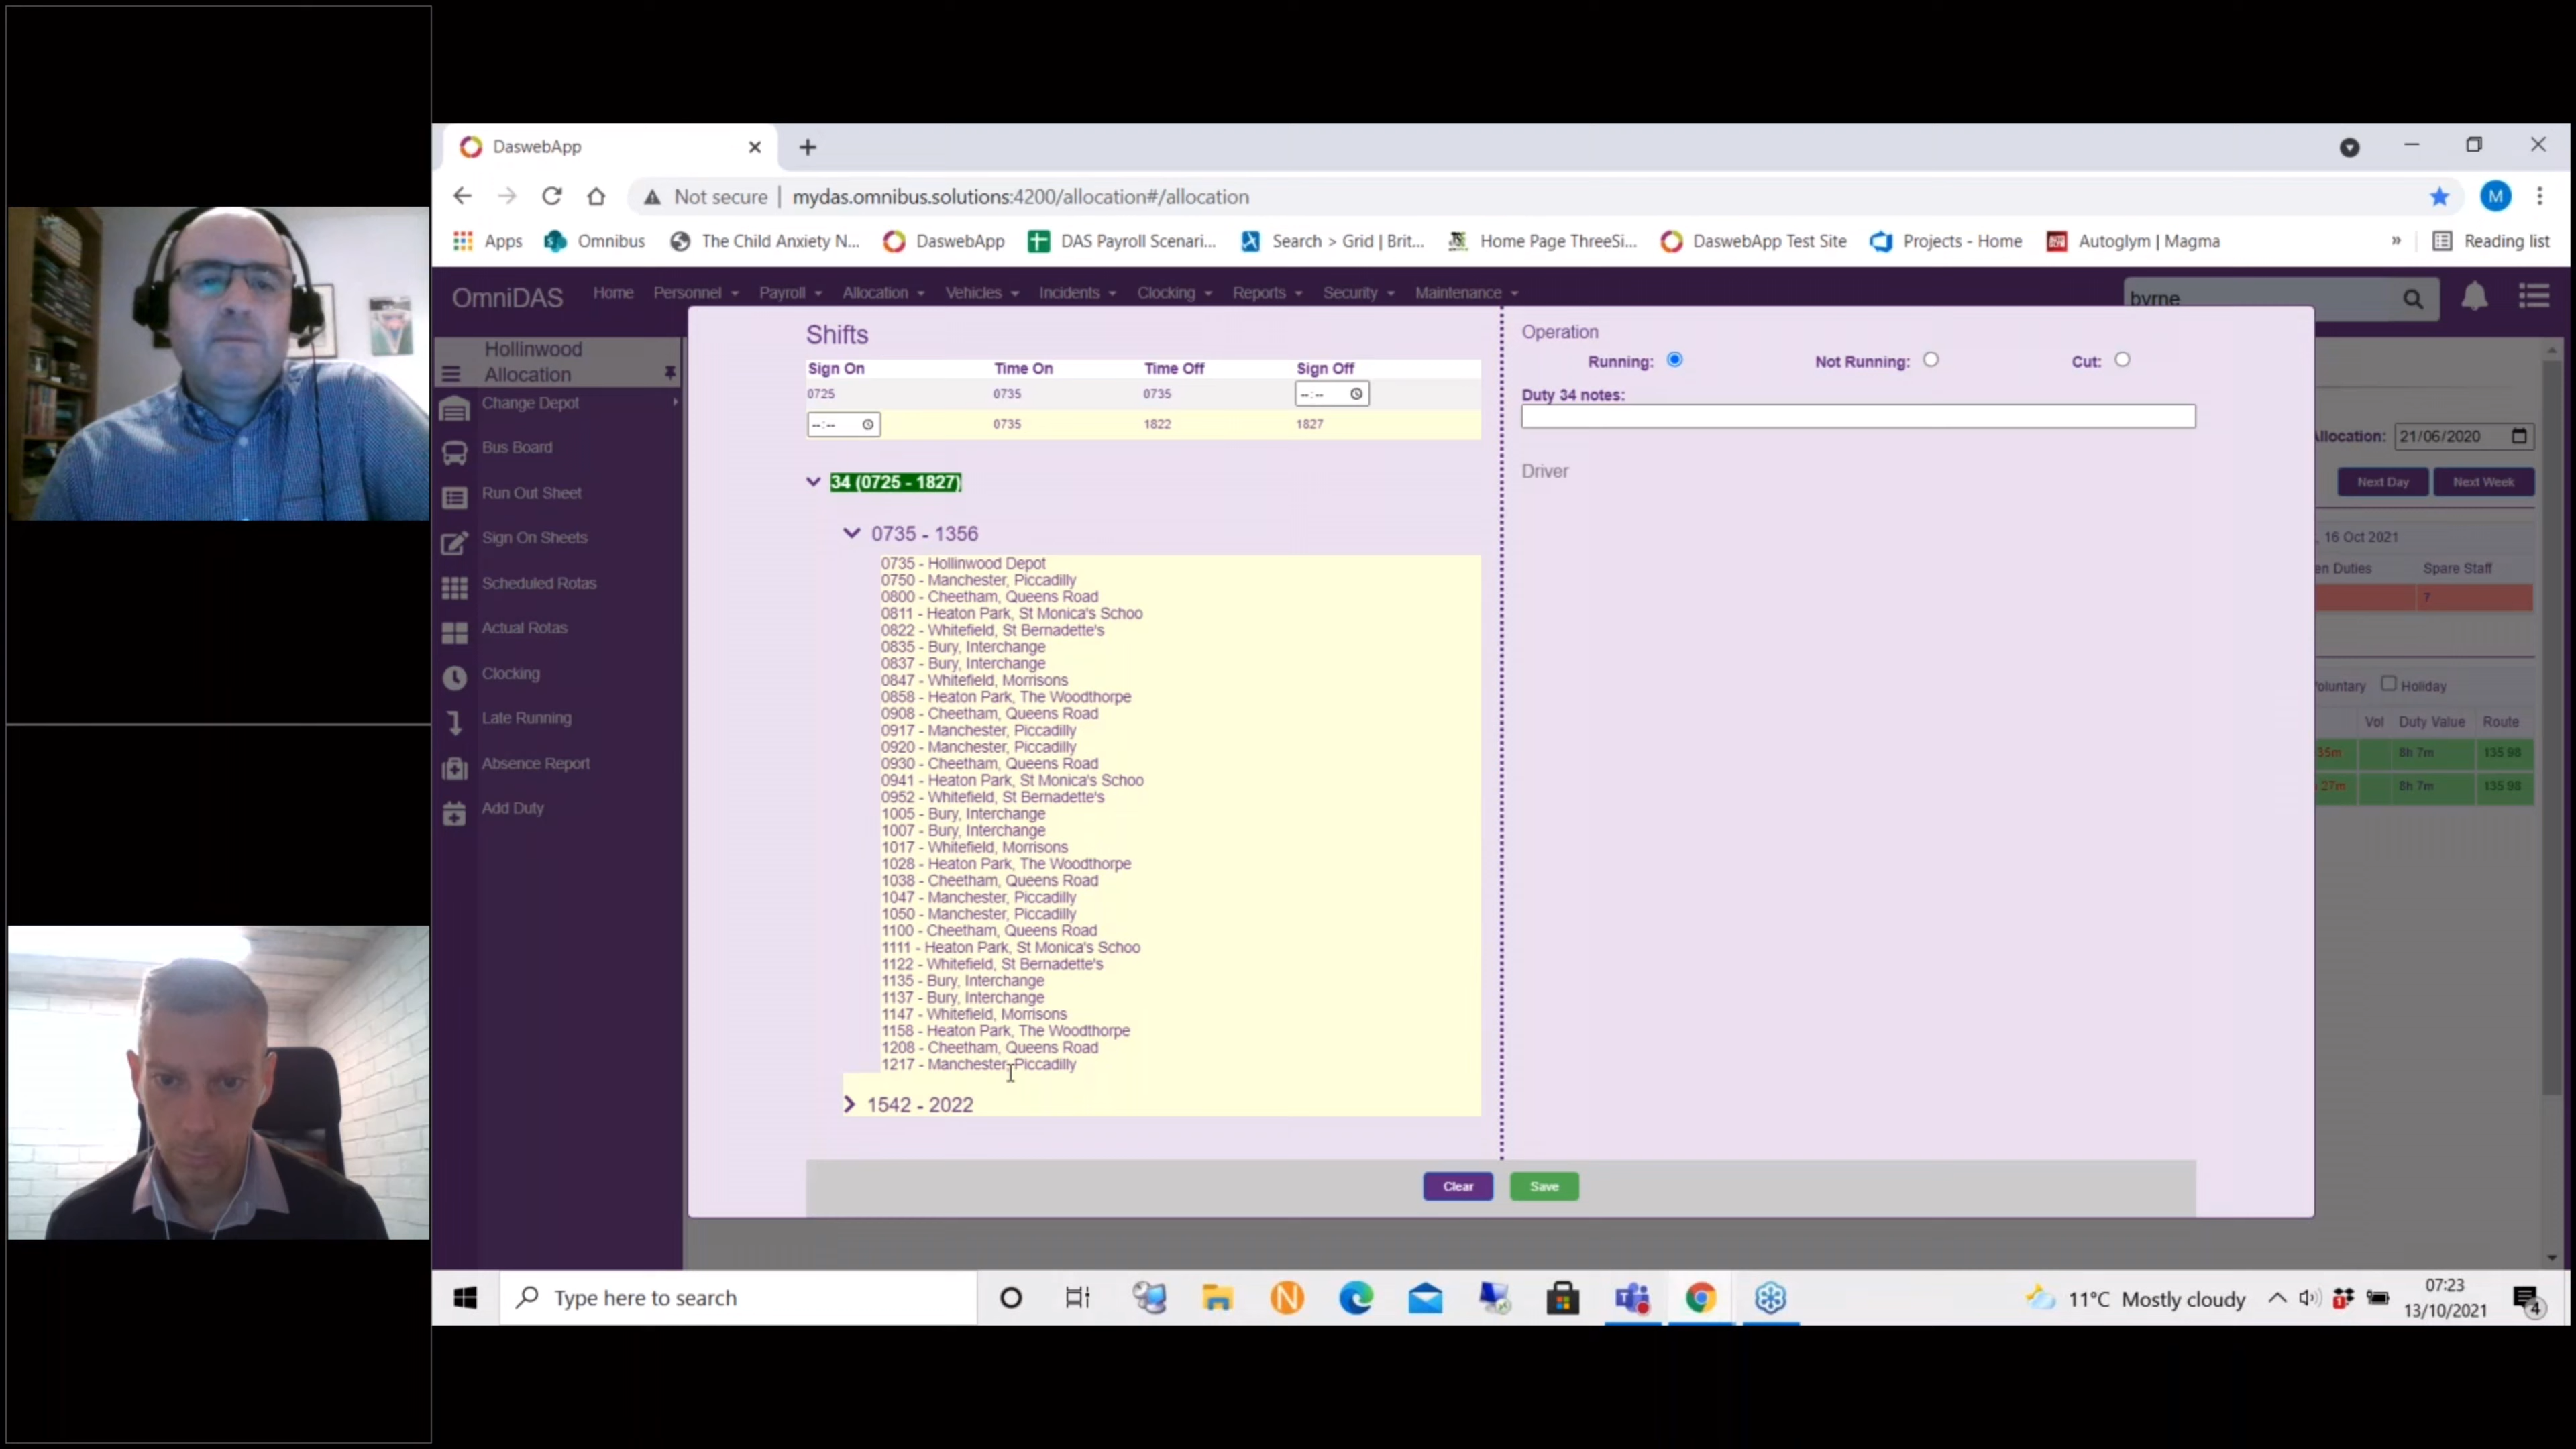 DaswebApp
Not secure | mydas.omnibus.solutions:4200/allocation#/allocation
M
Apps Omnibus The Child Anxiety N... DaswebApp DAS Payroll Scenari... Search > Grid | Brit... Home Page ThreeSi... DaswebApp Test Site Projects - Home Autoglym | Magma » Reading list
OmniDAS Home Personnel Payroll Allocation Vehicles Incidents Clocking Reports Security Maintenance byrne
Hollinwood
Allocation
Change Depot
Bus Board
Run Out Sheet
Sign On Sheets
Scheduled Rotas
Actual Rotas
Clocking
Late Running
Absence Report
Add Duty
Shifts
Sign On Time On Time Off Sign Off
0725 0735 0735 --:--
--:-- 0735 1822 1827
34 (0725 - 1827)
0735 - 1356
0735 - Hollinwood Depot
0750 - Manchester, Piccadilly
0800 - Cheetham, Queens Road
0811 - Heaton Park, St Monica's Schoo
0822 - Whitefield, St Bernadette's
0835 - Bury, Interchange
0837 - Bury, Interchange
0847 - Whitefield, Morrisons
0858 - Heaton Park, The Woodthorpe
0908 - Cheetham, Queens Road
0917 - Manchester, Piccadilly
0920 - Manchester, Piccadilly
0930 - Cheetham, Queens Road
0941 - Heaton Park, St Monica's Schoo
0952 - Whitefield, St Bernadette's
1005 - Bury, Interchange
1007 - Bury, Interchange
1017 - Whitefield, Morrisons
1028 - Heaton Park, The Woodthorpe
1038 - Cheetham, Queens Road
1047 - Manchester, Piccadilly
1050 - Manchester, Piccadilly
1100 - Cheetham, Queens Road
1111 - Heaton Park, St Monica's Schoo
1122 - Whitefield, St Bernadette's
1135 - Bury, Interchange
1137 - Bury, Interchange
1147 - Whitefield, Morrisons
1158 - Heaton Park, The Woodthorpe
1208 - Cheetham, Queens Road
1217 - Manchester, Piccadilly
1542 - 2022
Operation
Running: Not Running: Cut:
Duty 34 notes:
Driver
Clear Save
Allocation: 21/06/2020
Next Day Next Week
, 16 Oct 2021
en Duties Spare Staff
7
oluntary Holiday
Vol Duty Value Route
35m 8h 7m 135 98
27m 8h 7m 135 98
Type here to search
11°C Mostly cloudy
07:23
13/10/2021
4